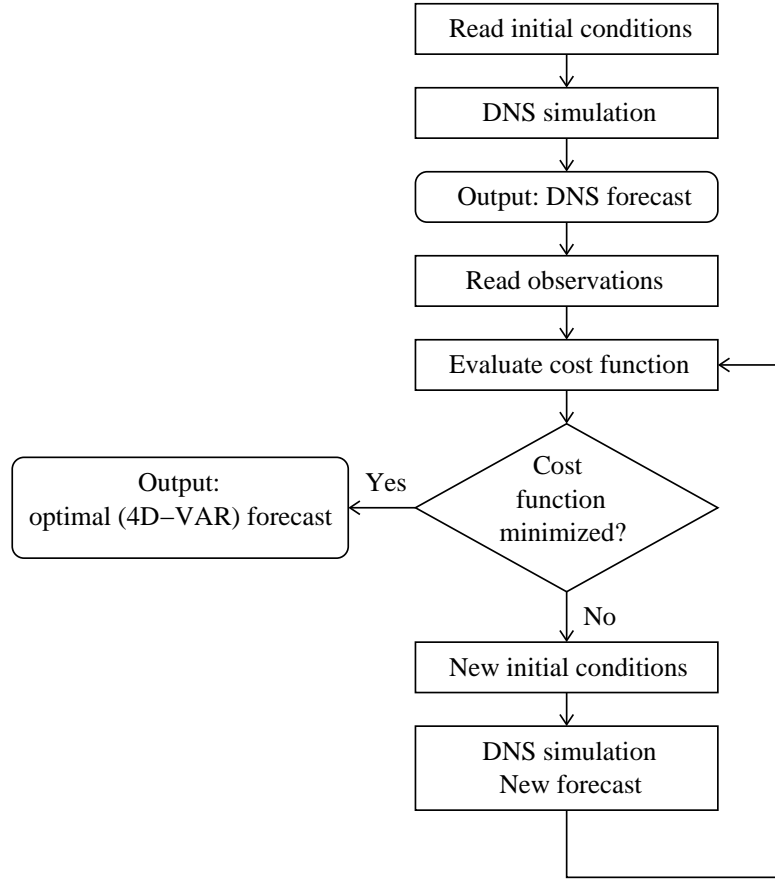 Read initial conditions
DNS simulation
Output: DNS forecast
Read observations
Evaluate cost function
Cost
function
minimized?
Yes
Output:
optimal (4D−VAR) forecast
No
New initial conditions
DNS simulation
New forecast